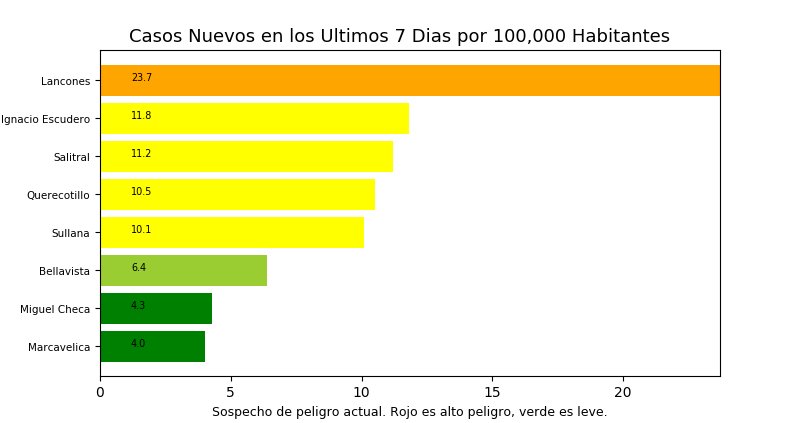 Casos Nuevos en los Ultimos 7 Dias por 100,000 Habitantes
Lancones 23.7
Ignacio Escudero 11.8
Salitral 11.2
Querecotillo 10.5
Sullana 10.1
Bellavista 6.4
Miguel Checa 4.3
Marcavelica 4.0
0 5 10 15 20
Sospecho de peligro actual. Rojo es alto peligro, verde es leve.